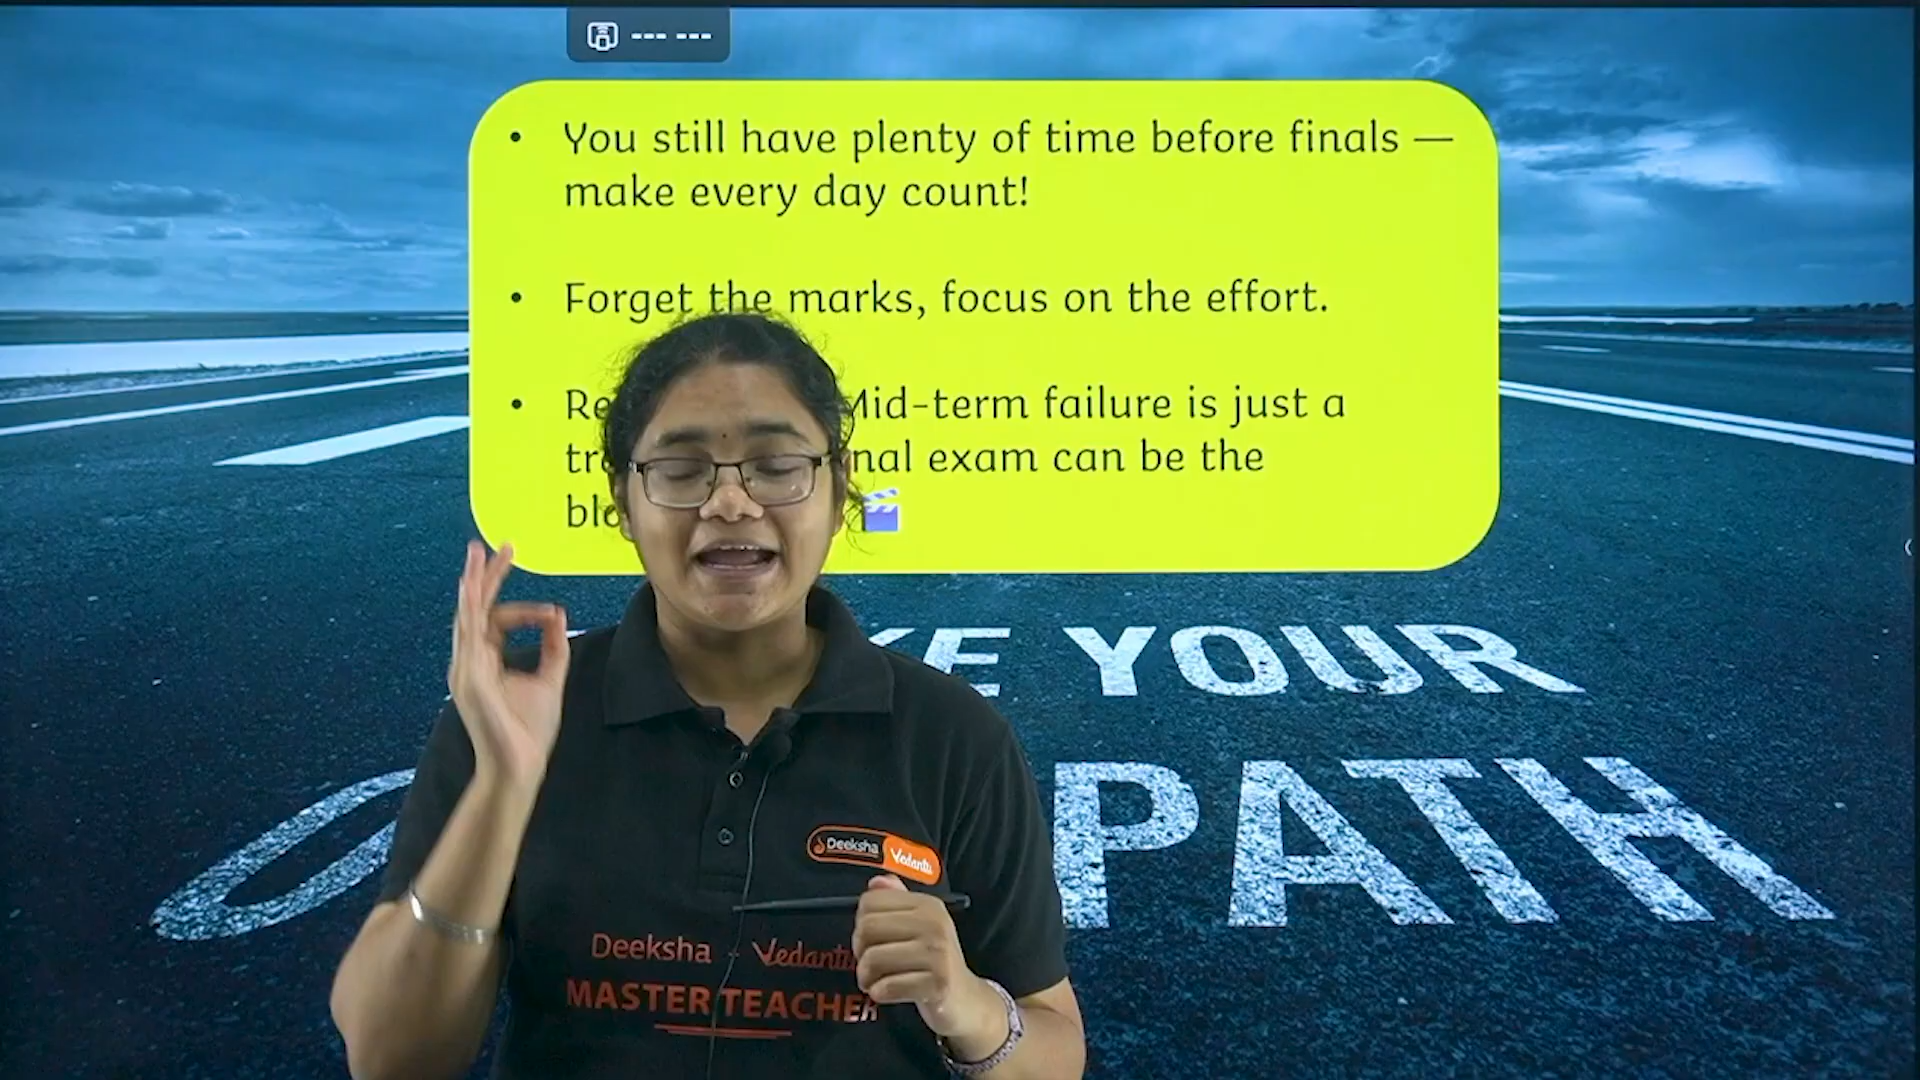 --- ---
• You still have plenty of time before finals —
make every day count!
• Forget the marks, focus on the effort.
• Mid-term failure is just a
exam can be the
YOUR
PATH
Deeksha Vedantu
Deeksha - Vedantu
MASTER TEACHER